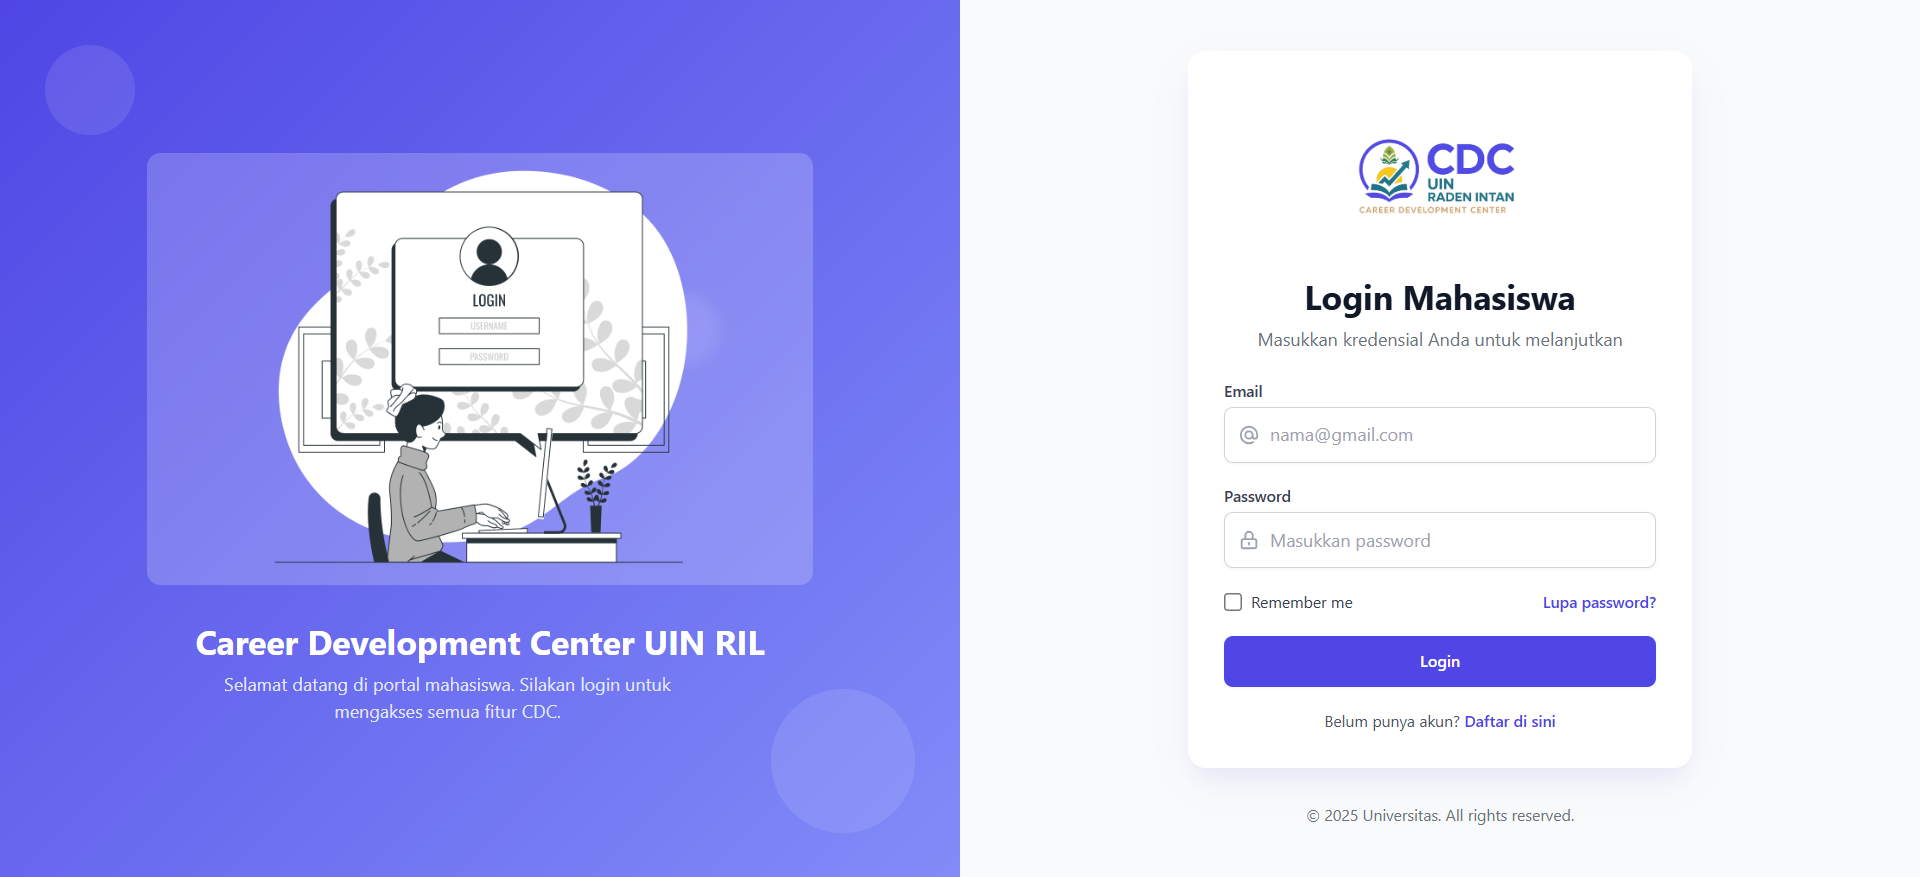 LOGIN
USERNAME
PASSWORD
Career Development Center UIN RIL
Selamat datang di portal mahasiswa. Silakan login untuk
mengakses semua fitur CDC.
CDC
UIN
RADEN INTAN
CAREER DEVELOPMENT CENTER
Login Mahasiswa
Masukkan kredensial Anda untuk melanjutkan
Email
nama@gmail.com
Password
Masukkan password
Remember me
Lupa password?
Login
Belum punya akun? Daftar di sini
© 2025 Universitas. All rights reserved.